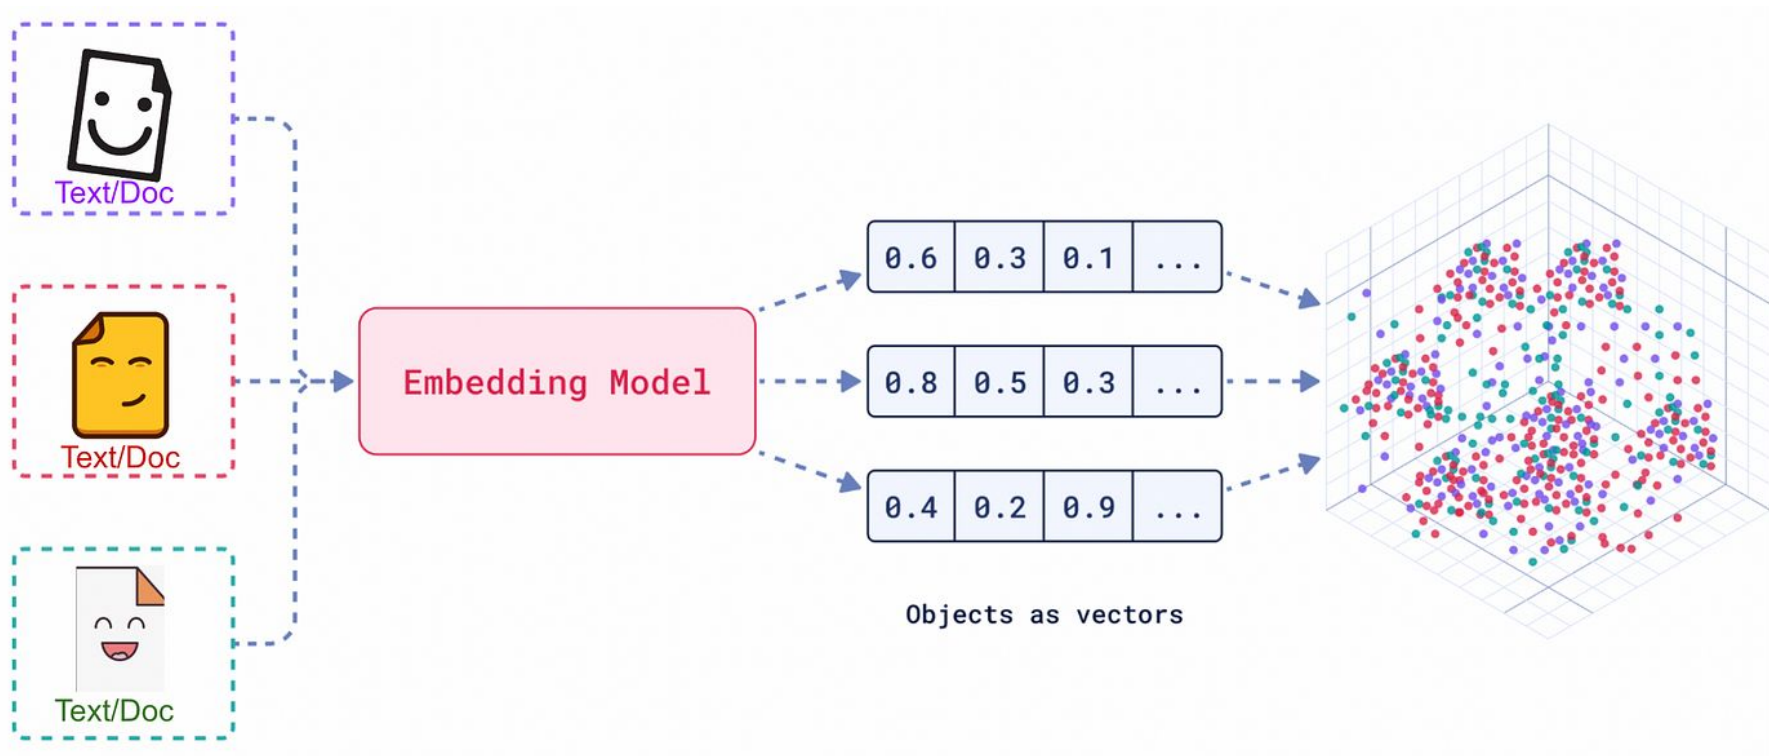 Text/Doc
Text/Doc
Text/Doc
Embedding Model
0.6 0.3 0.1 ...
0.8 0.5 0.3 ...
0.4 0.2 0.9 ...
Objects as vectors